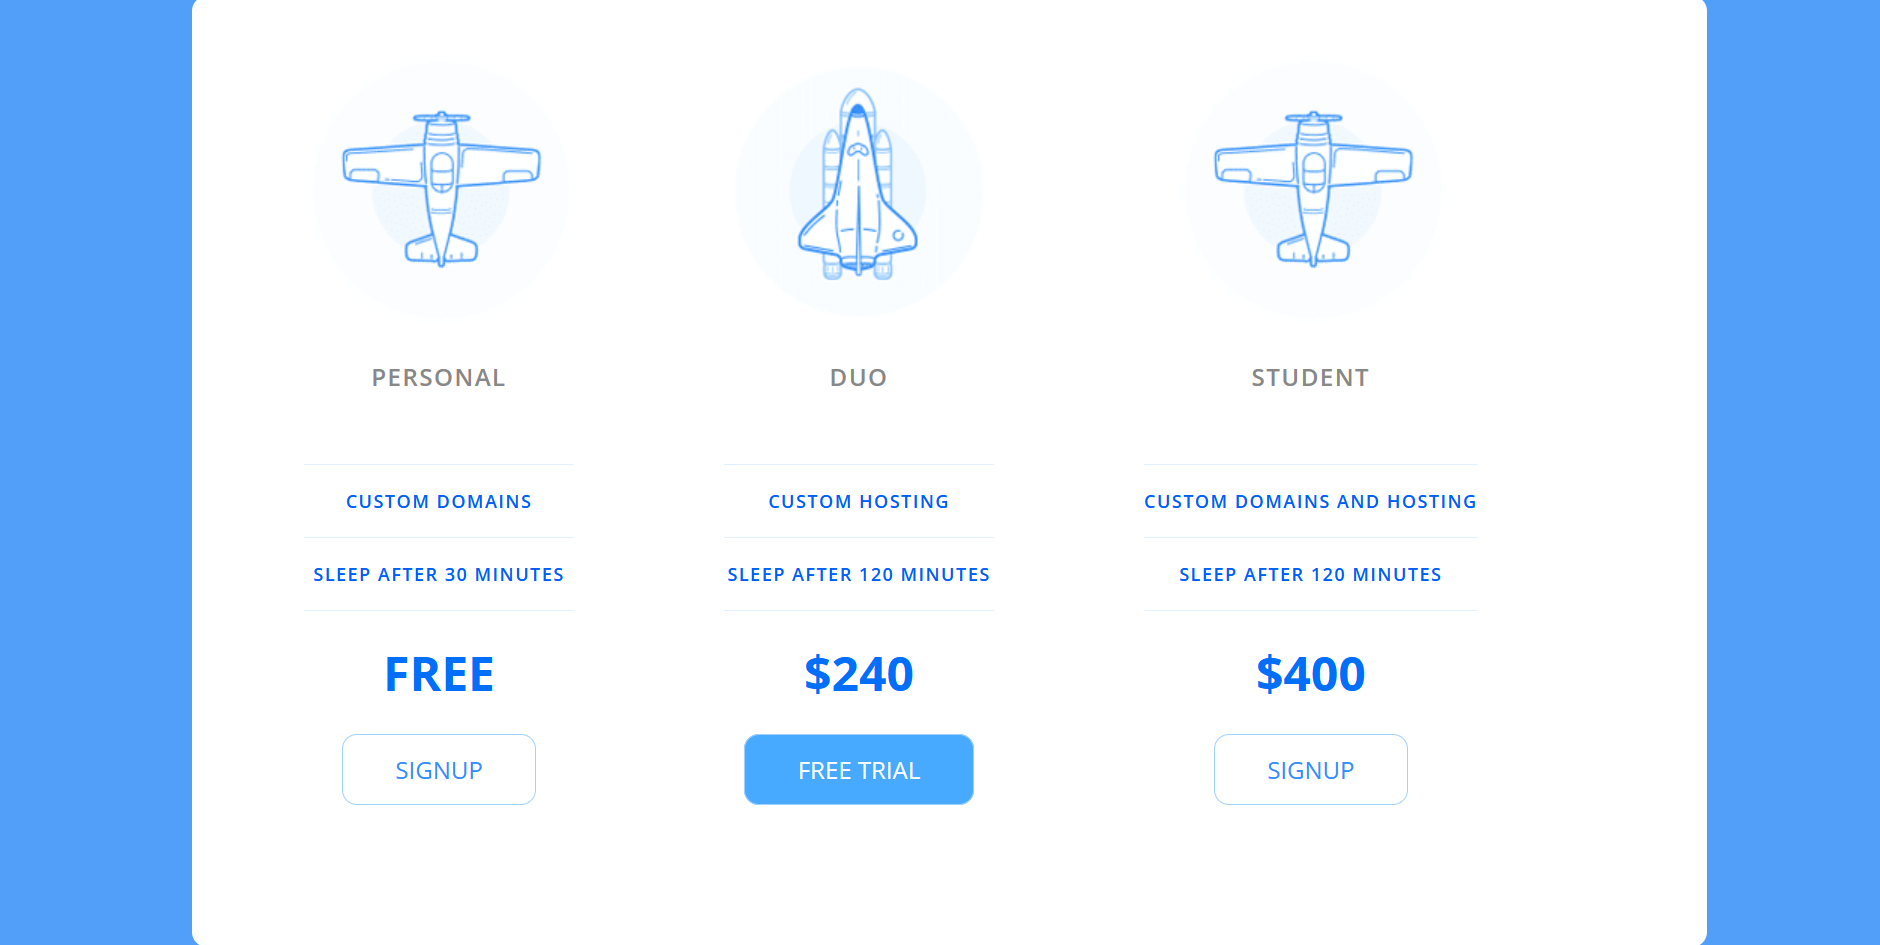 PERSONAL
CUSTOM DOMAINS
SLEEP AFTER 30 MINUTES
FREE
SIGNUP
DUO
CUSTOM HOSTING
SLEEP AFTER 120 MINUTES
$240
FREE TRIAL
STUDENT
CUSTOM DOMAINS AND HOSTING
SLEEP AFTER 120 MINUTES
$400
SIGNUP